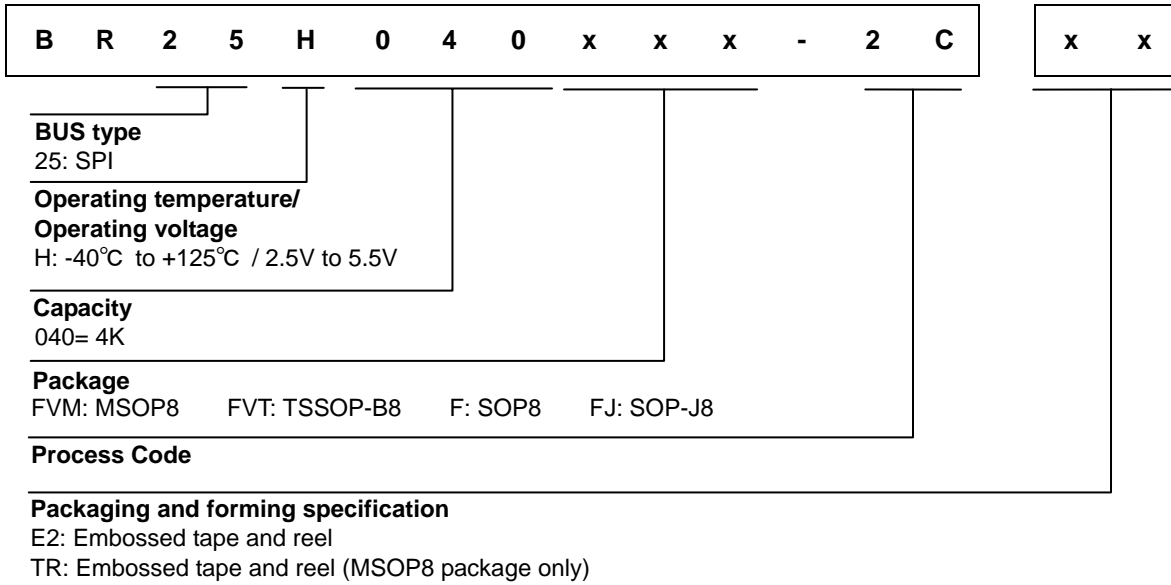 B R 2 5 H 0 4 0 x x x - 2 C x x
BUS type
25: SPI
Operating temperature/
Operating voltage
H: -40℃ to +125℃ / 2.5V to 5.5V
Capacity
040= 4K
Package
FVM: MSOP8 FVT: TSSOP-B8 F: SOP8 FJ: SOP-J8
Process Code
Packaging and forming specification
E2: Embossed tape and reel
TR: Embossed tape and reel (MSOP8 package only)